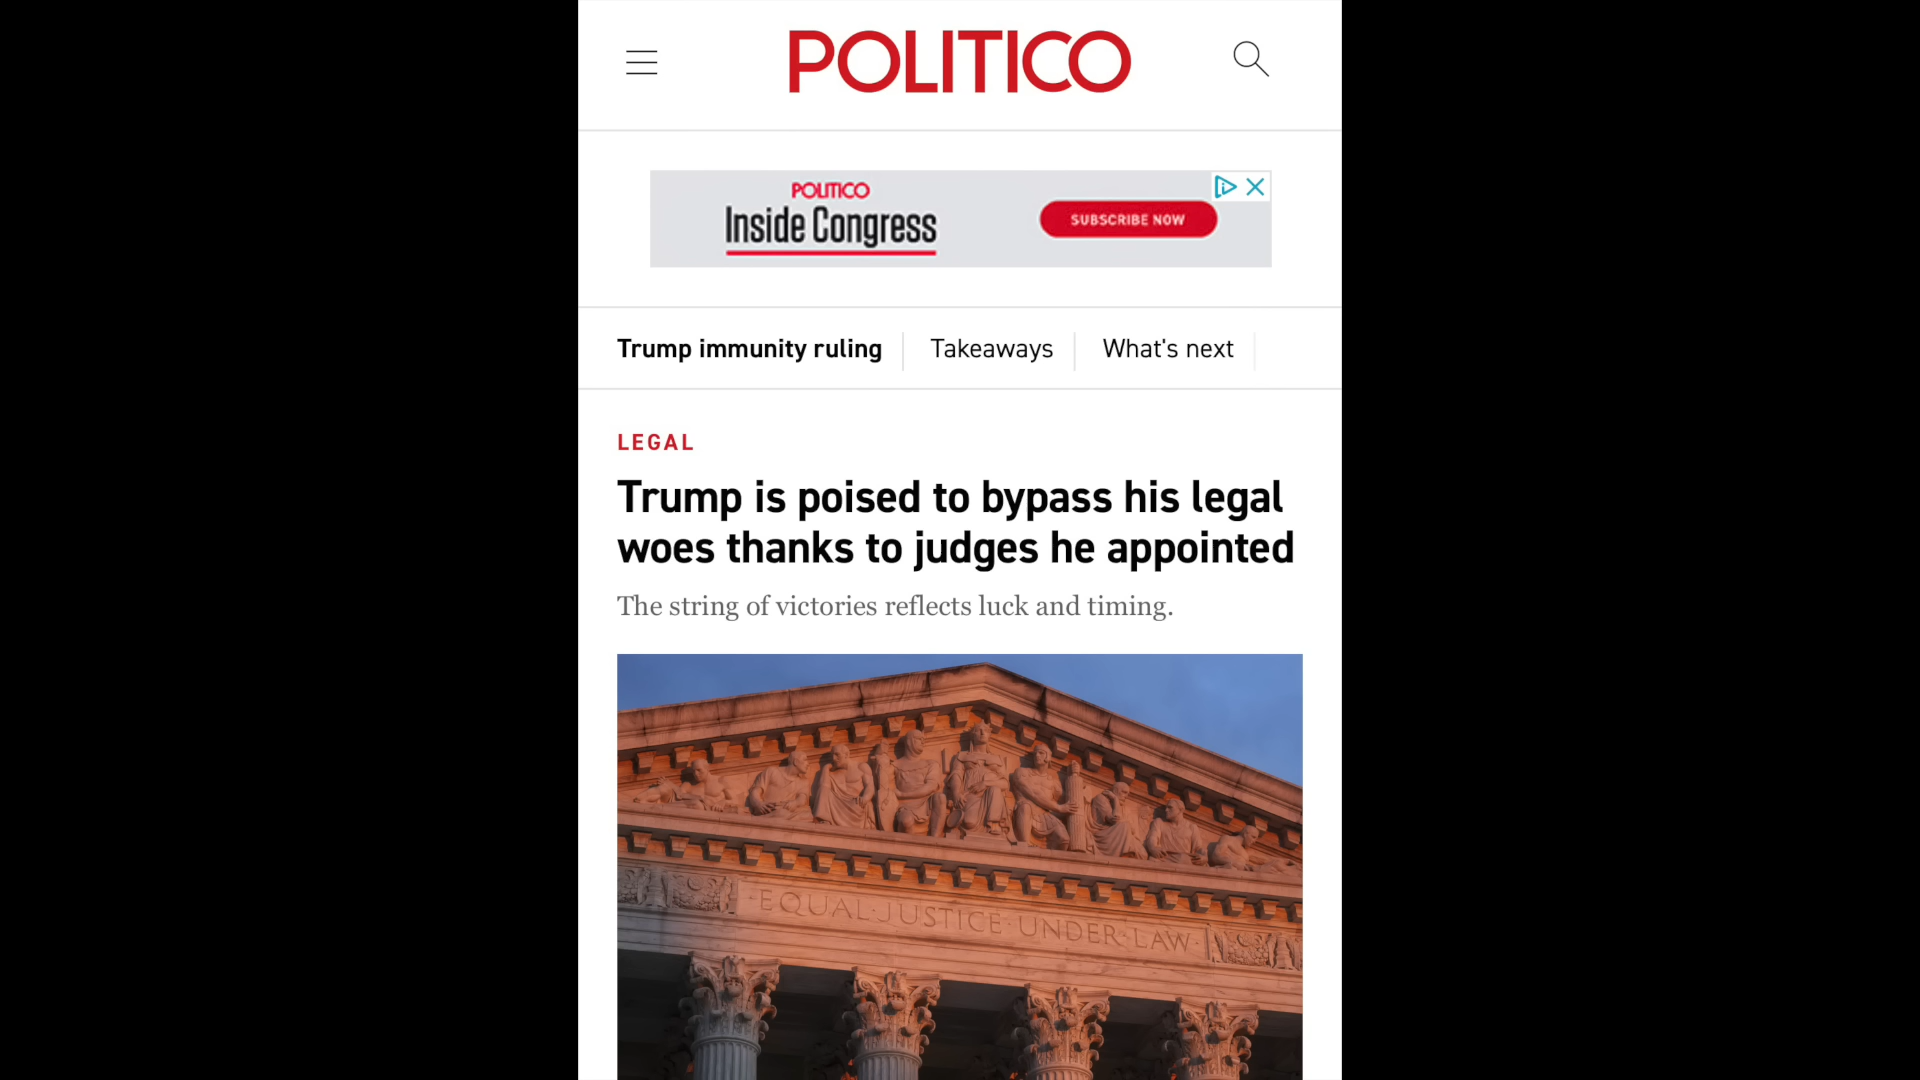 POLITICO
POLITICO
Inside Congress
SUBSCRIBE NOW
Trump immunity ruling
Takeaways
What's next
LEGAL
Trump is poised to bypass his legal
woes thanks to judges he appointed
The string of victories reflects luck and timing.
EQUAL·JUSTICE·UNDER·LAW·